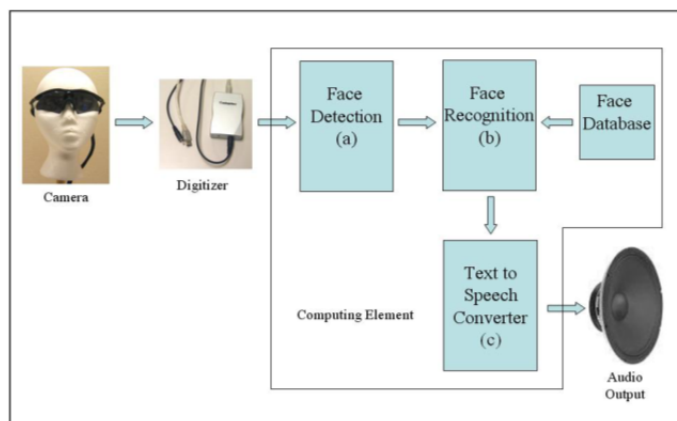 Face
Detection
(a)
Face
Recognition
(b)
Face
Database
Camera
Digitizer
Text to
Speech
Converter
(c)
Computing Element
Audio
Output